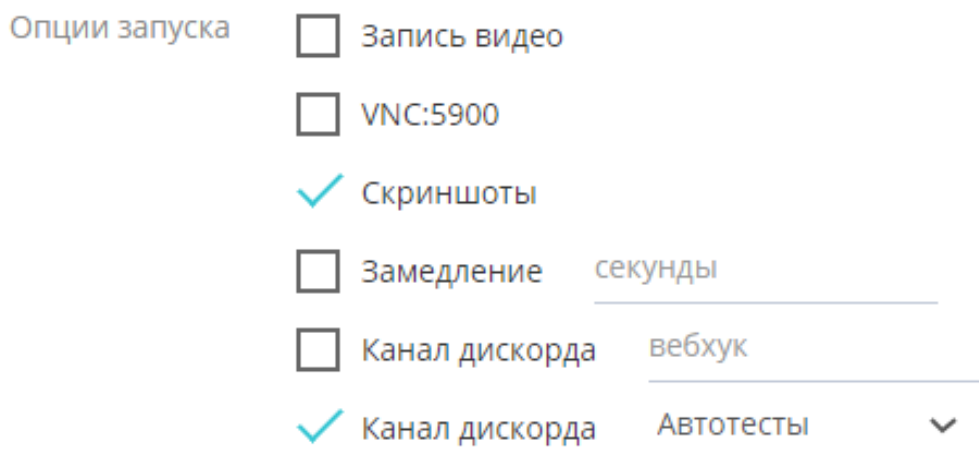 Опции запуска
Запись видео
VNC:5900
Скриншоты
Замедление секунды
Канал дискорда вебхук
Канал дискорда Автотесты